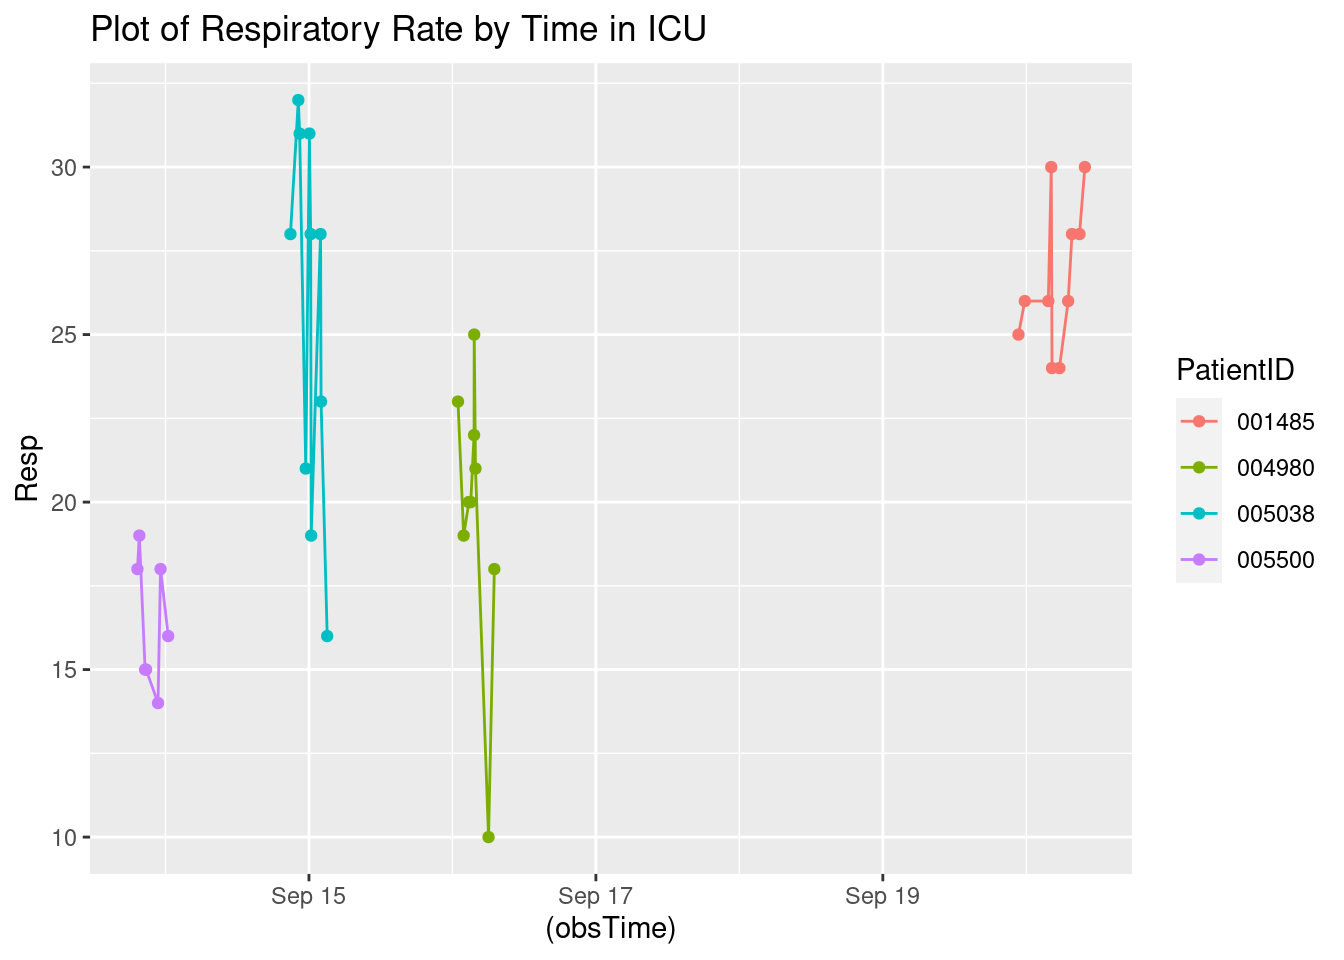 Plot of Respiratory Rate by Time in ICU
Resp
30
25
20
15
10
Sep 15
Sep 17
Sep 19
(obsTime)
PatientID
001485
004980
005038
005500